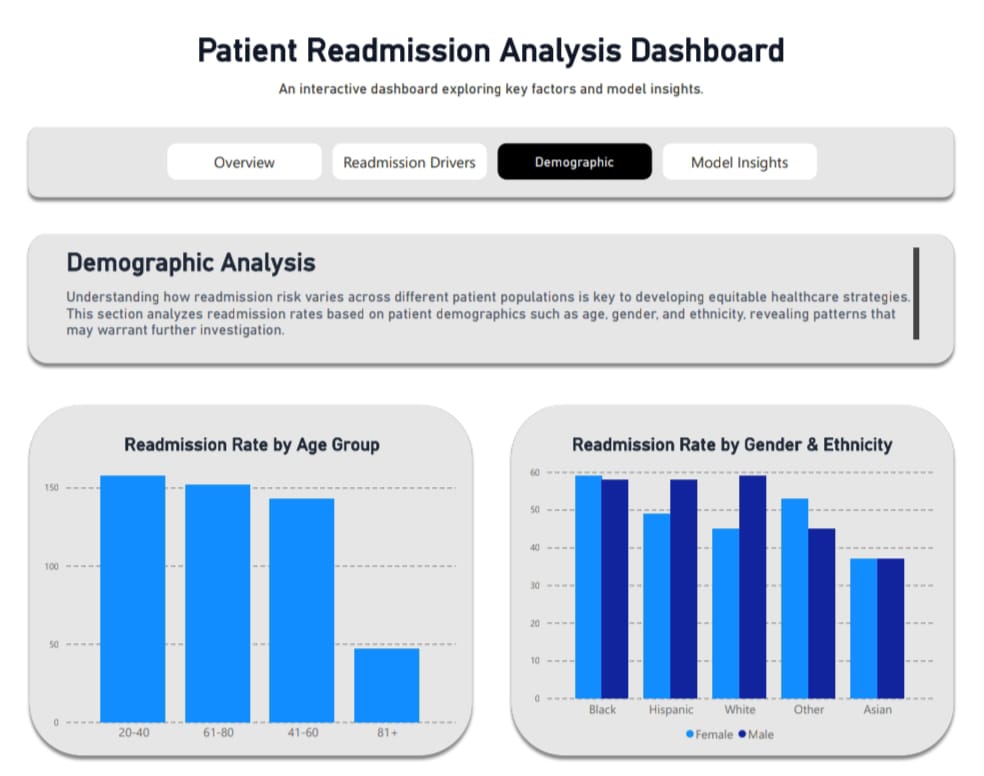 Patient Readmission Analysis Dashboard
An interactive dashboard exploring key factors and model insights.
Overview
Readmission Drivers
Demographic
Model Insights
Demographic Analysis
Understanding how readmission risk varies across different patient populations is key to developing equitable healthcare strategies.
This section analyzes readmission rates based on patient demographics such as age, gender, and ethnicity, revealing patterns that
may warrant further investigation.
Readmission Rate by Age Group
150
100
50
0
20-40
61-80
41-60
81+
Readmission Rate by Gender & Ethnicity
60
50
40
30
20
10
0
Black
Hispanic
White
Other
Asian
Female
Male